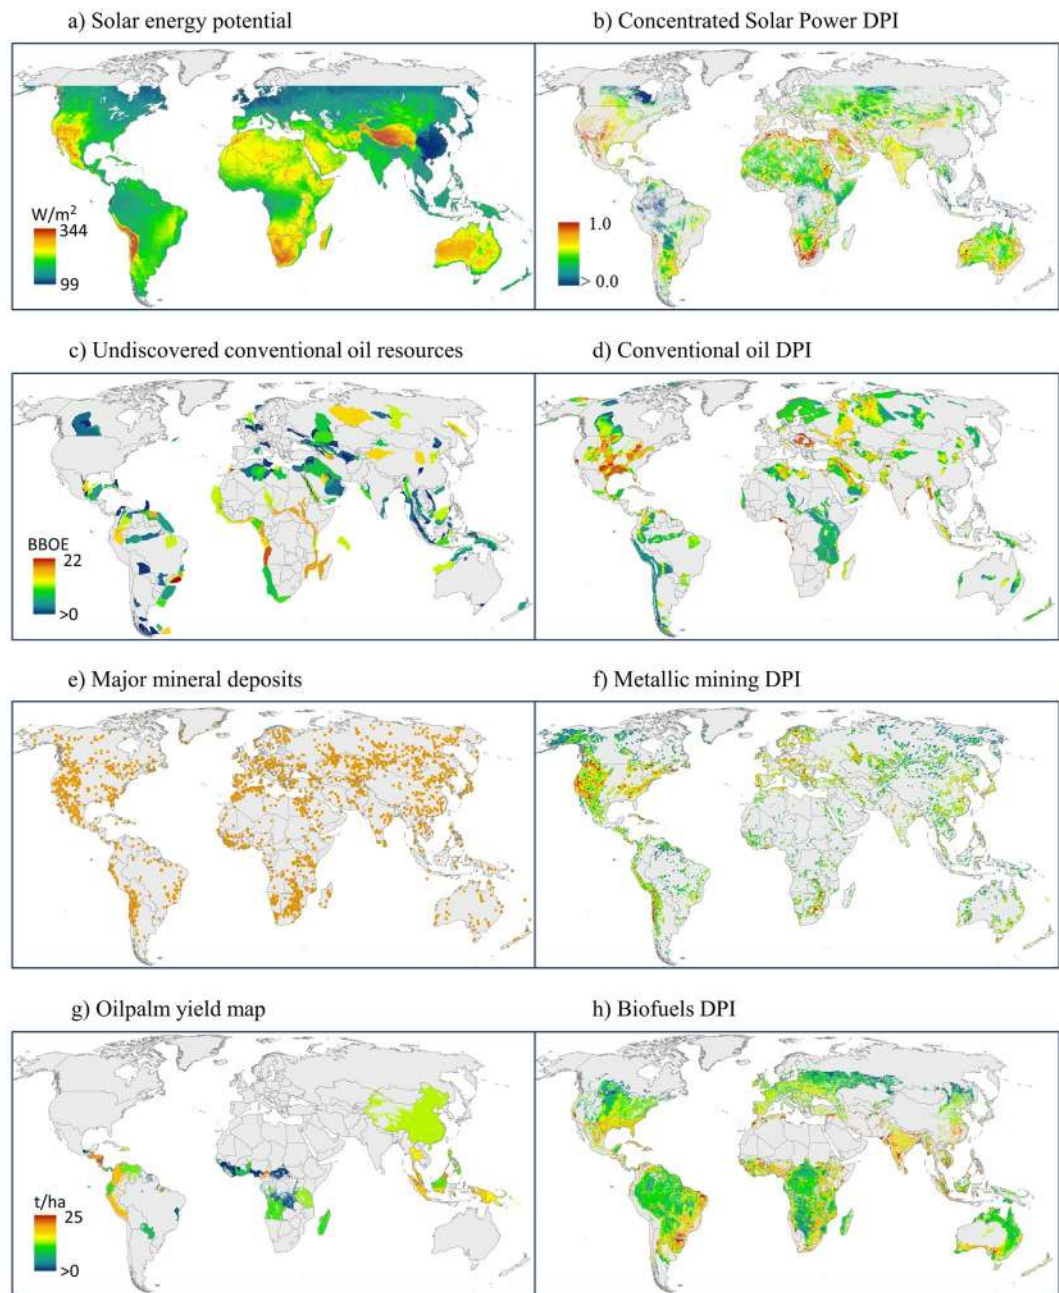 a) Solar energy potential
b) Concentrated Solar Power DPI
W/m²
344
99
1.0
> 0.0
c) Undiscovered conventional oil resources
d) Conventional oil DPI
BBOE
22
>0
e) Major mineral deposits
f) Metallic mining DPI
g) Oilpalm yield map
h) Biofuels DPI
t/ha
25
>0